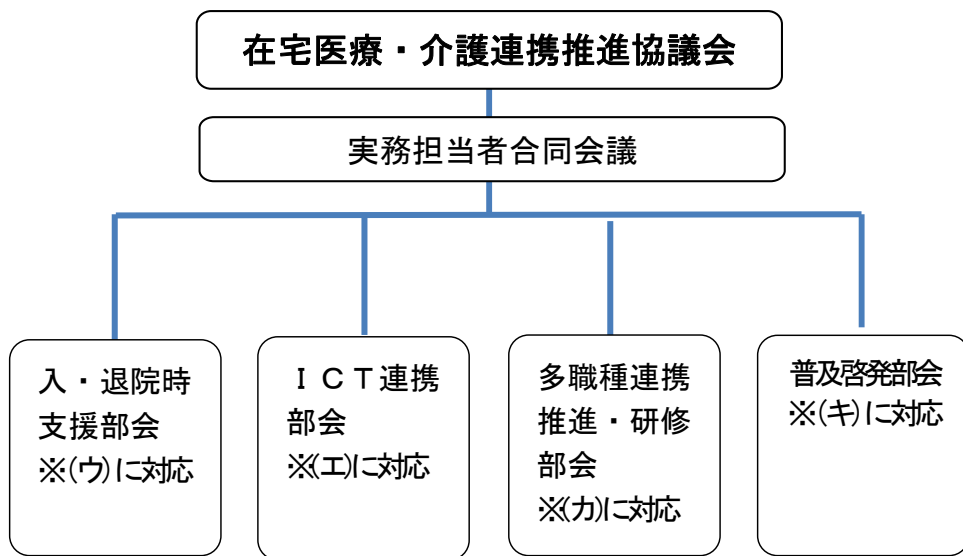 在宅医療・介護連携推進協議会
実務担当者合同会議
入・退院時
支援部会
※(ウ)に対応
ＩＣＴ連携
部会
※(エ)に対応
多職種連携
推進・研修
部会
※(カ)に対応
普及啓発部会
※(キ)に対応